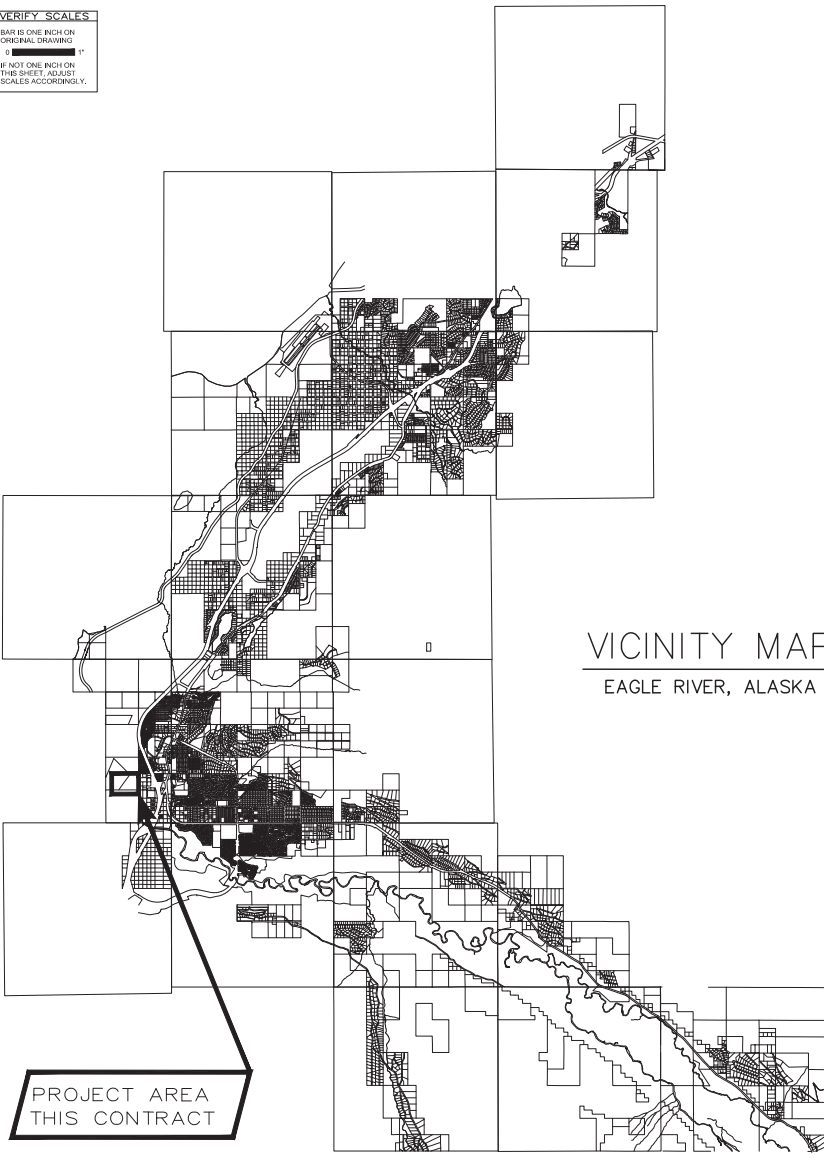 VERIFY SCALES
BAR IS ONE INCH ON
ORIGINAL DRAWING
0 1"
IF NOT ONE INCH ON
THIS SHEET, ADJUST
SCALES ACCORDINGLY.
VICINITY MAP
EAGLE RIVER, ALASKA
PROJECT AREA
THIS CONTRACT